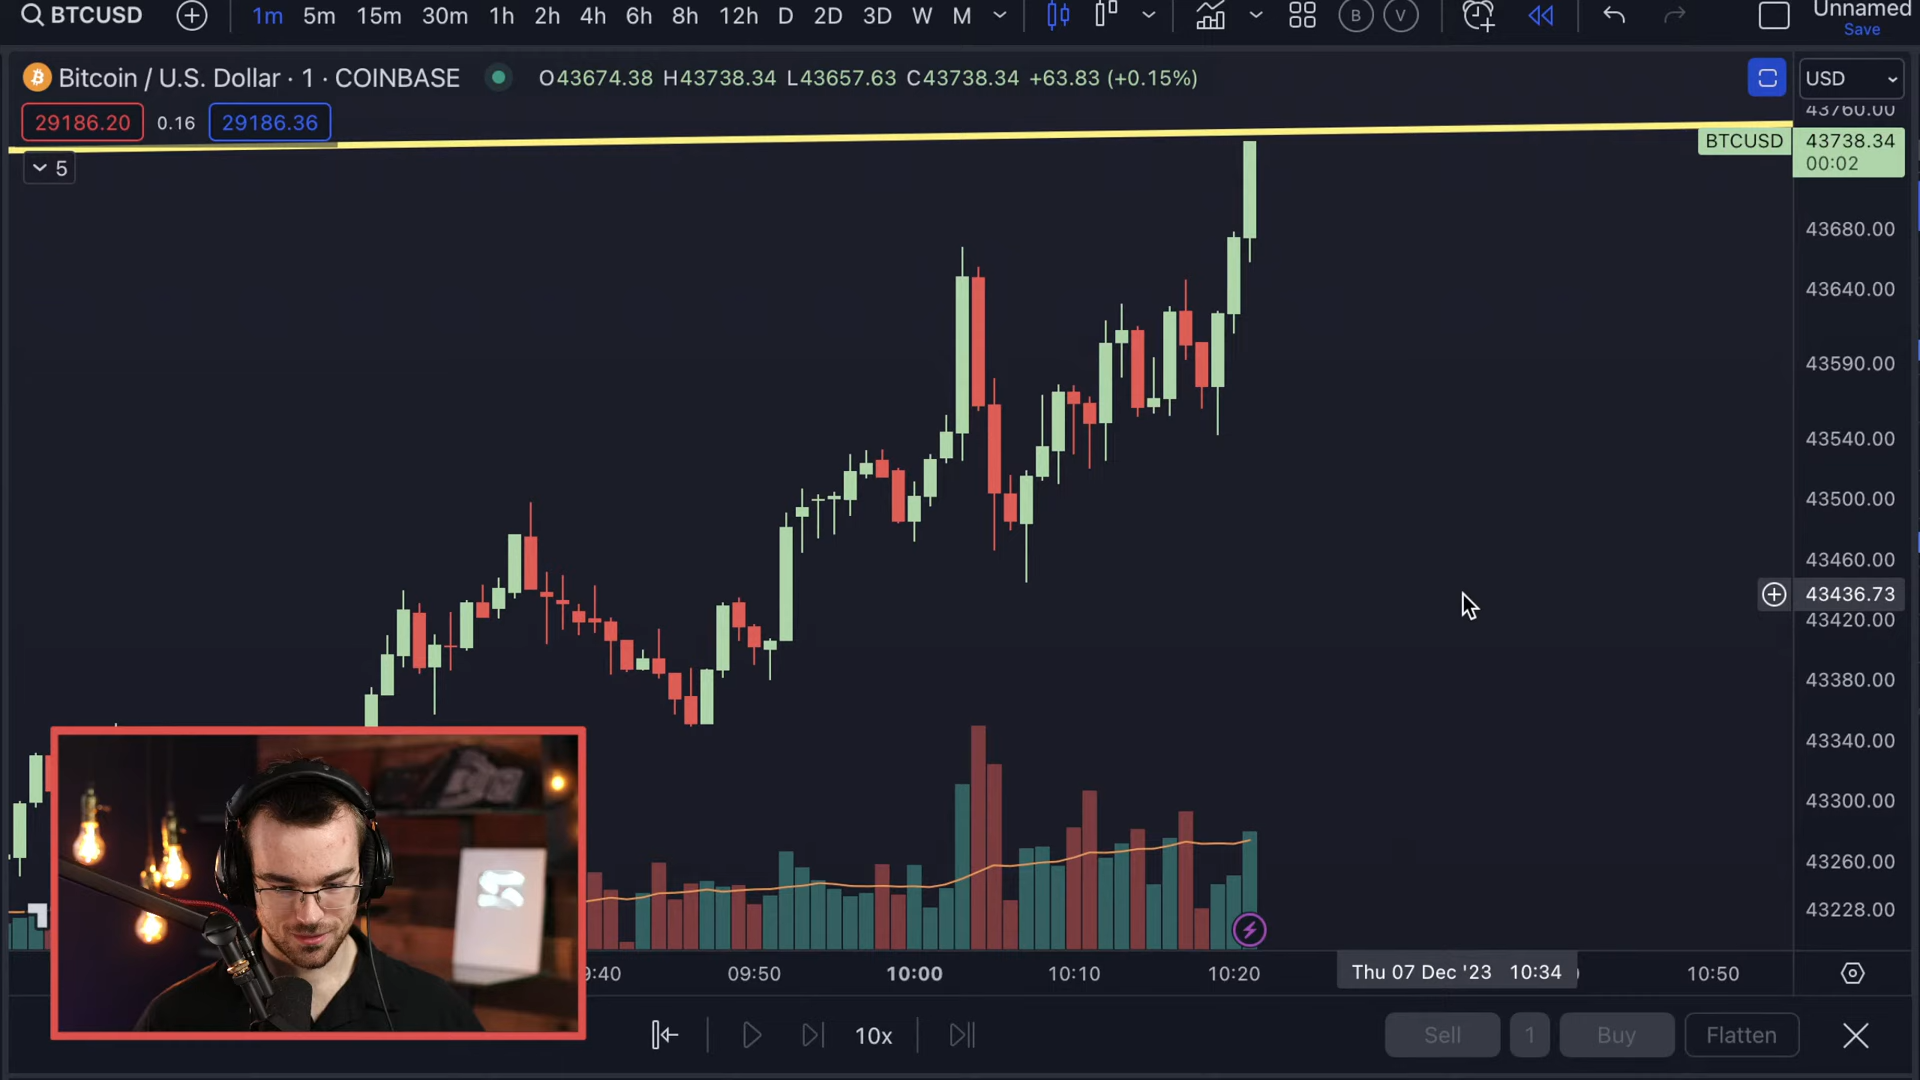 BTCUSD 1m 5m 15m 30m 1h 2h 4h 6h 8h 12h D 2D 3D W M B V Unnamed
Save
Bitcoin / U.S. Dollar · 1 · COINBASE O43674.38 H43738.34 L43657.63 C43738.34 +63.83 (+0.15%) USD
29186.20 0.16 29186.36
5
43760.00
BTCUSD 43738.34
00:02
43680.00
43640.00
43590.00
43540.00
43500.00
43460.00
43436.73
43420.00
43380.00
43340.00
43300.00
43260.00
43228.00
9:40 09:50 10:00 10:10 10:20 Thu 07 Dec '23 10:34 10:50
10x Sell 1 Buy Flatten